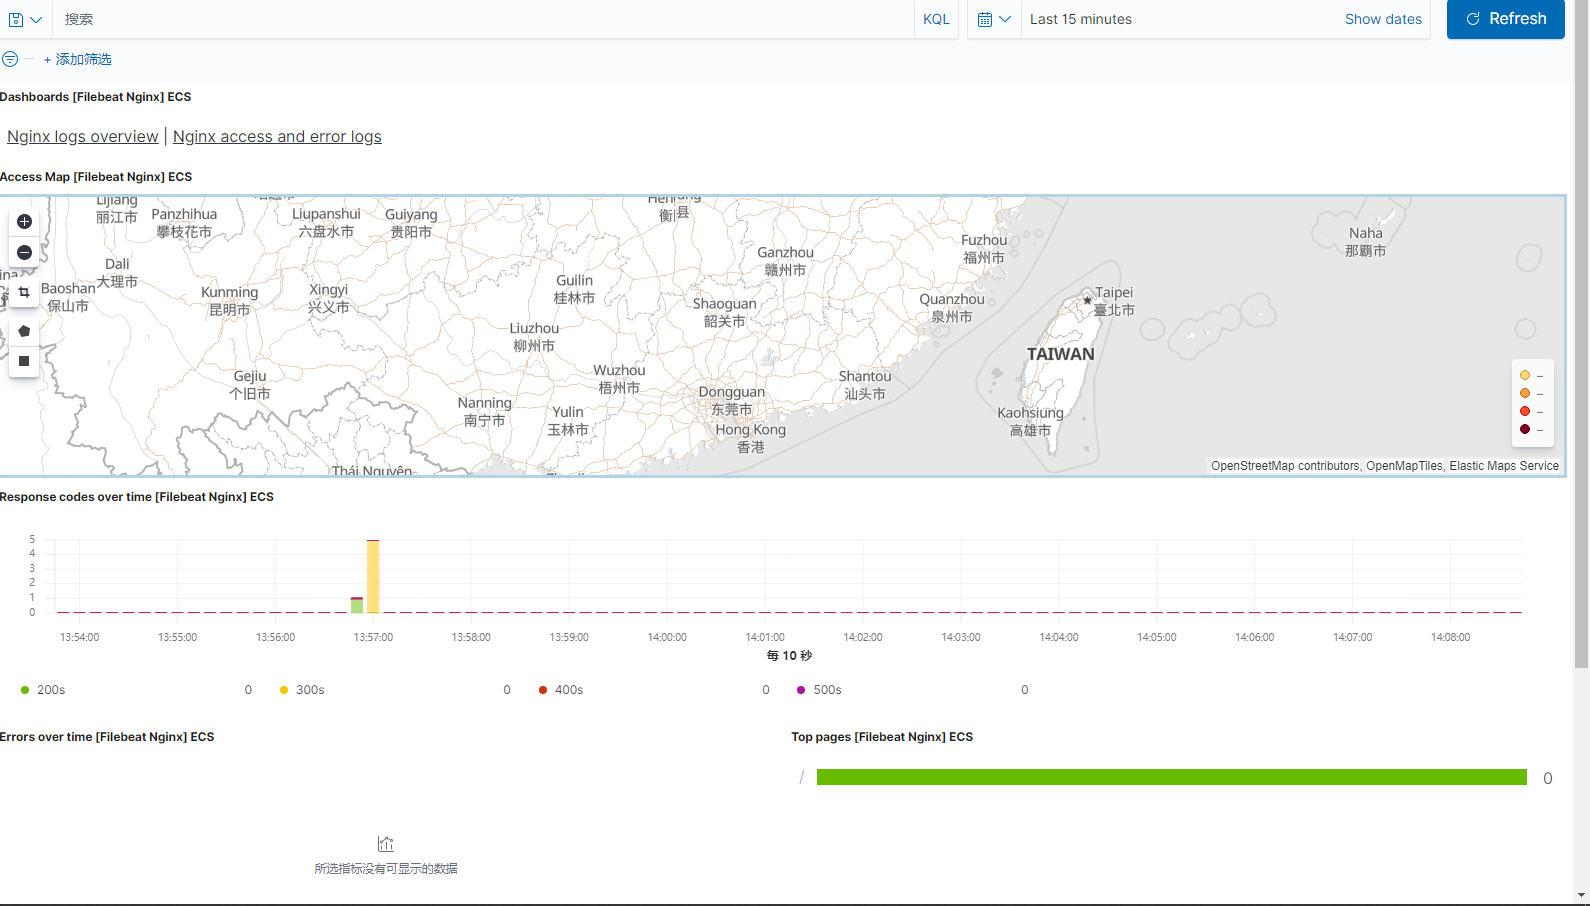 搜索
KQL
Last 15 minutes
Show dates
Refresh
+ 添加筛选
Dashboards [Filebeat Nginx] ECS
Nginx logs overview | Nginx access and error logs
Access Map [Filebeat Nginx] ECS
Lijiang
丽江市
Panzhihua
攀枝花市
Liupanshui
六盘水市
Guiyang
贵阳市
Ganzhou
赣州市
Fuzhou
福州市
Naha
那覇市
Dali
大理市
Baoshan
保山市
Kunming
昆明市
Xingyi
兴义市
Guilin
桂林市
Shaoguan
韶关市
Quanzhou
泉州市
Taipei
臺北市
Liuzhou
柳州市
TAIWAN
Gejiu
个旧市
Wuzhou
梧州市
Shantou
汕头市
Dongguan
东莞市
Nanning
南宁市
Yulin
玉林市
Hong Kong
香港
Kaohsiung
高雄市
Thái Nguyên
–
–
–
–
OpenStreetMap contributors, OpenMapTiles, Elastic Maps Service
Response codes over time [Filebeat Nginx] ECS
5
4
3
2
1
0
13:54:00 13:55:00 13:56:00 13:57:00 13:58:00 13:59:00 14:00:00 14:01:00 14:02:00 14:03:00 14:04:00 14:05:00 14:06:00 14:07:00 14:08:00
每 10 秒
200s 0 300s 0 400s 0 500s 0
Errors over time [Filebeat Nginx] ECS
所选指标没有可显示的数据
Top pages [Filebeat Nginx] ECS
/ 0